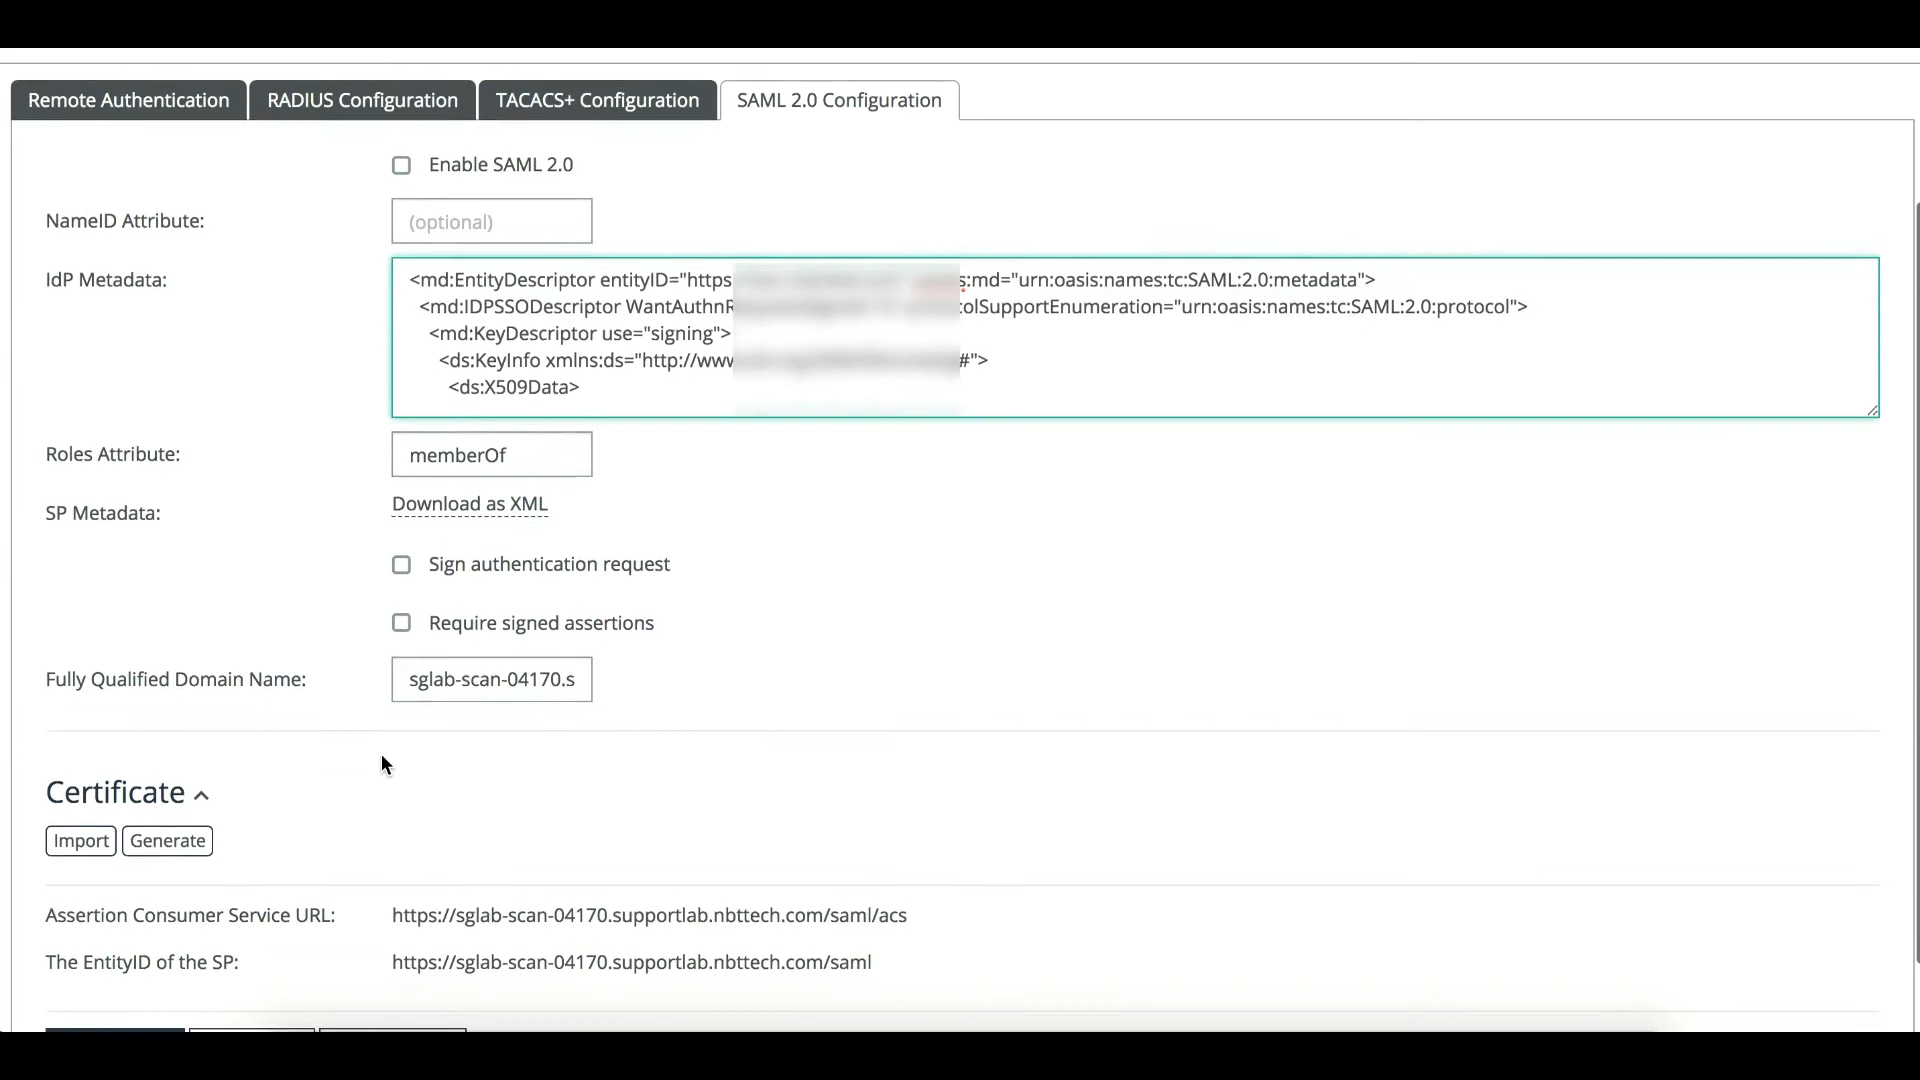 Remote Authentication RADIUS Configuration TACACS+ Configuration SAML 2.0 Configuration
Enable SAML 2.0
NameID Attribute: (optional)
IdP Metadata: <md:EntityDescriptor entityID="https s:md="urn:oasis:names:tc:SAML:2.0:metadata">
<md:IDPSSODescriptor WantAuthnR olSupportEnumeration="urn:oasis:names:tc:SAML:2.0:protocol">
<md:KeyDescriptor use="signing">
<ds:KeyInfo xmlns:ds="http://www #">
<ds:X509Data>
Roles Attribute: memberOf
SP Metadata: Download as XML
Sign authentication request
Require signed assertions
Fully Qualified Domain Name: sglab-scan-04170.s
Certificate
Import Generate
Assertion Consumer Service URL: https://sglab-scan-04170.supportlab.nbttech.com/saml/acs
The EntityID of the SP: https://sglab-scan-04170.supportlab.nbttech.com/saml